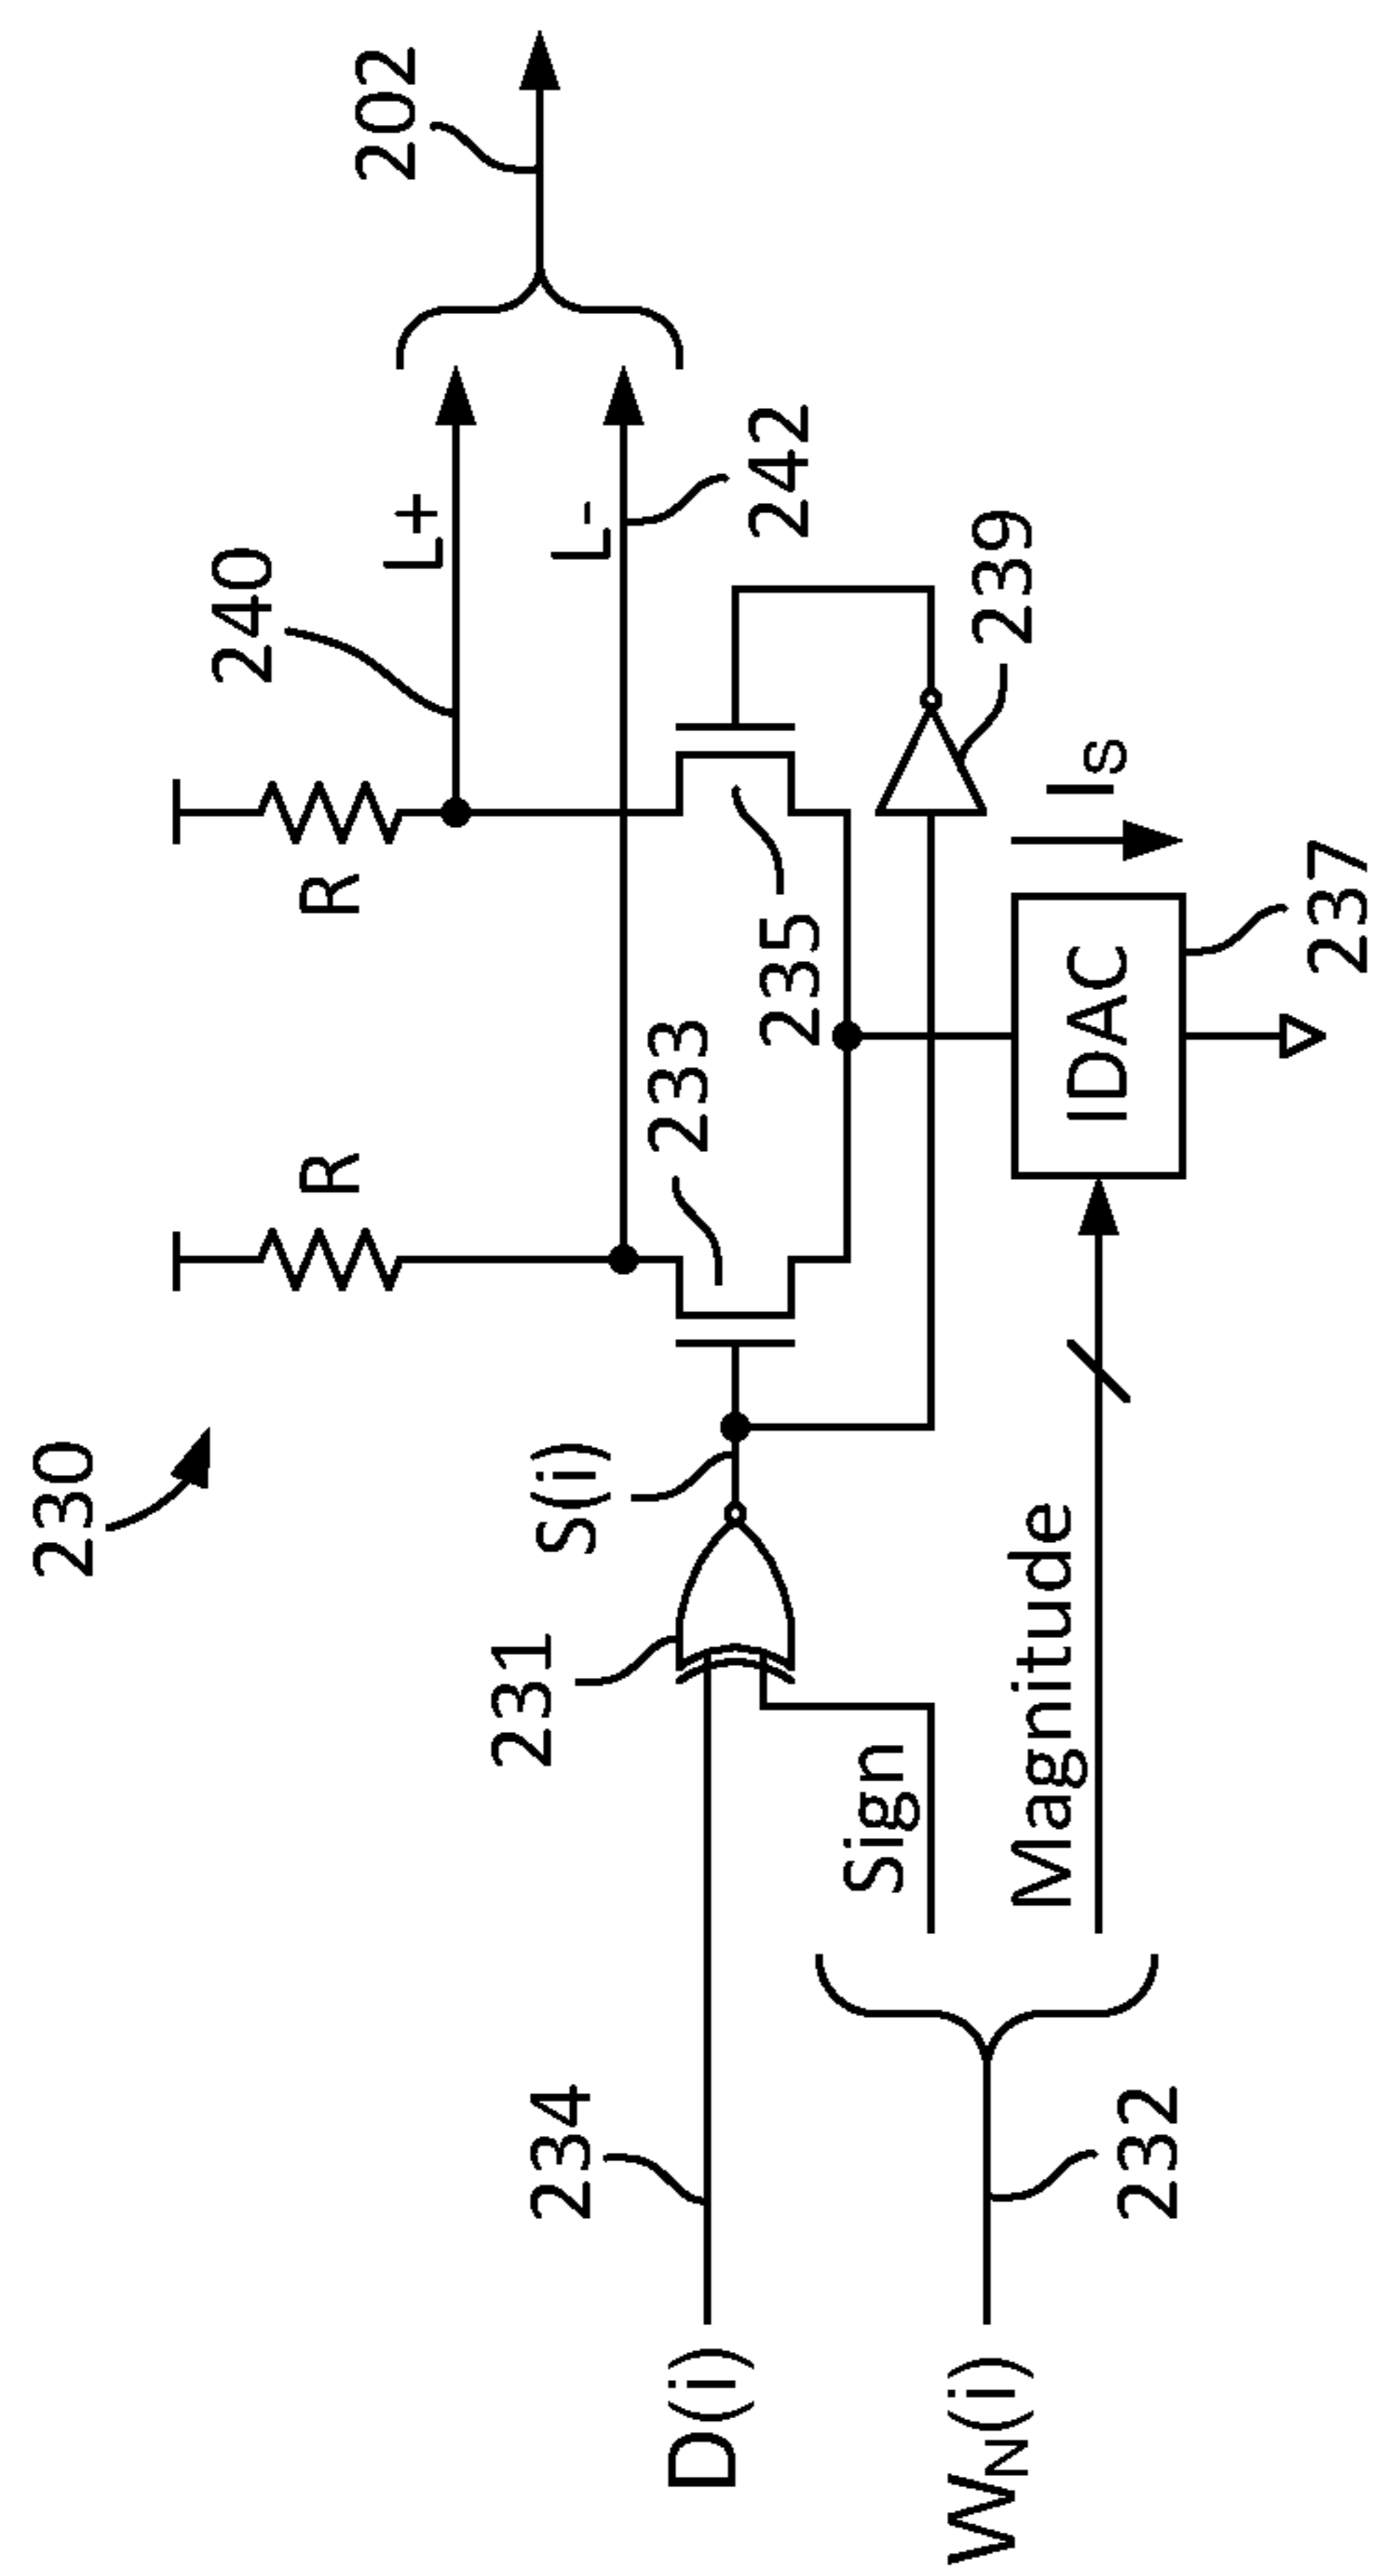 230
R
R
240
L+
L-
202
242
233
235
S(i)
231
239
234
D(i)
Sign
Magnitude
IDAC
IS
237
WN(i)
232